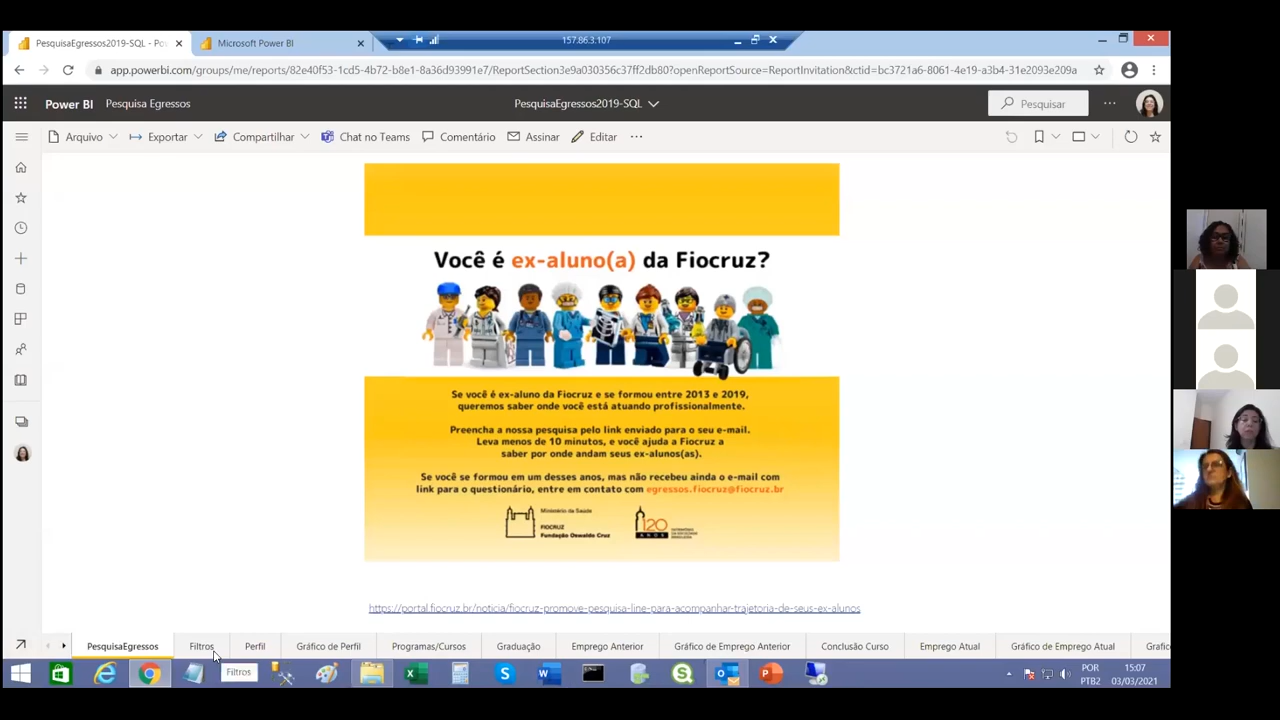 PesquisaEgressos2019-SQL - Po
Microsoft Power BI
157.86.3.107
app.powerbi.com/groups/me/reports/82e40f53-1cd5-4b72-b8e1-8a36d93991e7/ReportSection3e9a030356c37ff2db80?openReportSource=ReportInvitation&ctid=bc3721a6-8061-4e19-a3b4-31e2093e209a
Power BI Pesquisa Egressos
PesquisaEgressos2019-SQL
Pesquisar
Arquivo Exportar Compartilhar Chat no Teams Comentário Assinar Editar
Você é ex-aluno(a) da Fiocruz?
Se você é ex-aluno da Fiocruz e se formou entre 2013 e 2019,
queremos saber onde você está atuando profissionalmente.
Preencha a nossa pesquisa pelo link enviado para o seu e-mail.
Leva menos de 10 minutos, e você ajuda a Fiocruz a
saber por onde andam seus ex-alunos(as).
Se você se formou em um desses anos, mas não recebeu ainda o e-mail com
link para o questionário, entre em contato com egressos.fiocruz@fiocruz.br
Ministério da Saúde
FIOCRUZ
Fundação Oswaldo Cruz
120
ANOS
https://portal.fiocruz.br/noticia/fiocruz-promove-pesquisa-line-para-acompanhar-trajetoria-de-seus-ex-alunos
PesquisaEgressos Filtros Perfil Gráfico de Perfil Programas/Cursos Graduação Emprego Anterior Gráfico de Emprego Anterior Conclusão Curso Emprego Atual Gráfico de Emprego Atual Grafic
Filtros
POR
PTB2
15:07
03/03/2021